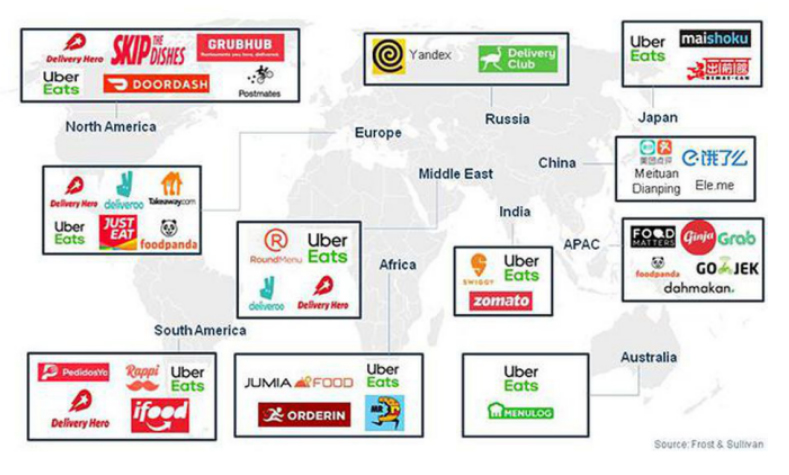 Delivery Hero
SKIP THE DISHES
GRUBHUB
Uber Eats
DOORDASH
Postmates
North America
Yandex
Delivery Club
Russia
Uber Eats
maishoku
出前館
DEMAE-CAN
Japan
Europe
Delivery Hero
deliveroo
Takeaway.com
Uber Eats
JUST EAT
foodpanda
Middle East
RoundMenu
Uber Eats
deliveroo
Delivery Hero
China
美团点评
Meituan Dianping
饿了么
Ele.me
India
SWIGGY
Uber Eats
zomato
APAC
FOOD MATTERS
Ginja
Grab
foodpanda
GOJEK
dahmakan.
Africa
JUMIA FOOD
Uber Eats
ORDERIN
MR.
South America
PedidosYa
Rappi
Uber Eats
Delivery Hero
ifood
Australia
Uber Eats
MENULOG
Source: Frost & Sullivan